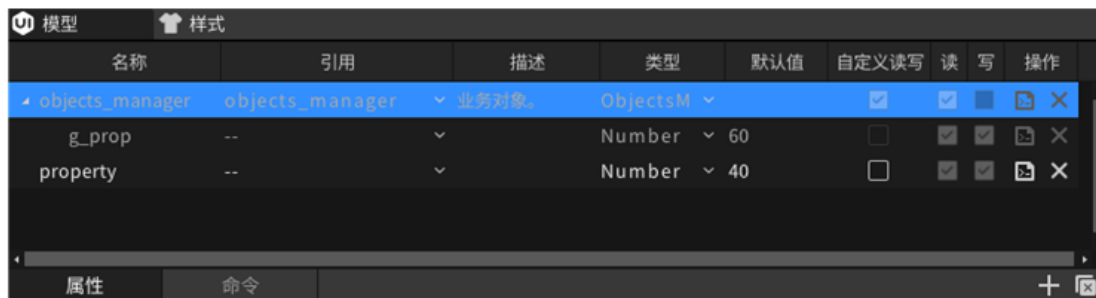 UI 模型 样式
名称 引用 描述 类型 默认值 自定义读写 读 写 操作
objects_manager objects_manager 业务对象。 ObjectsM
g_prop -- Number 60
property -- Number 40
属性 命令